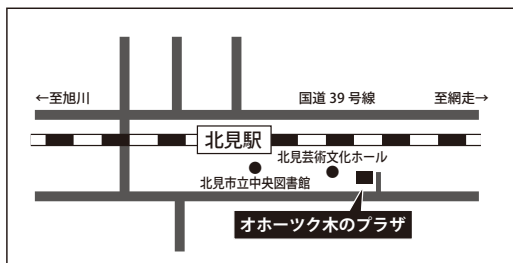 ←至旭川
国道 39 号線
至網走→
北見駅
北見芸術文化ホール
北見市立中央図書館
オホーツク木のプラザ